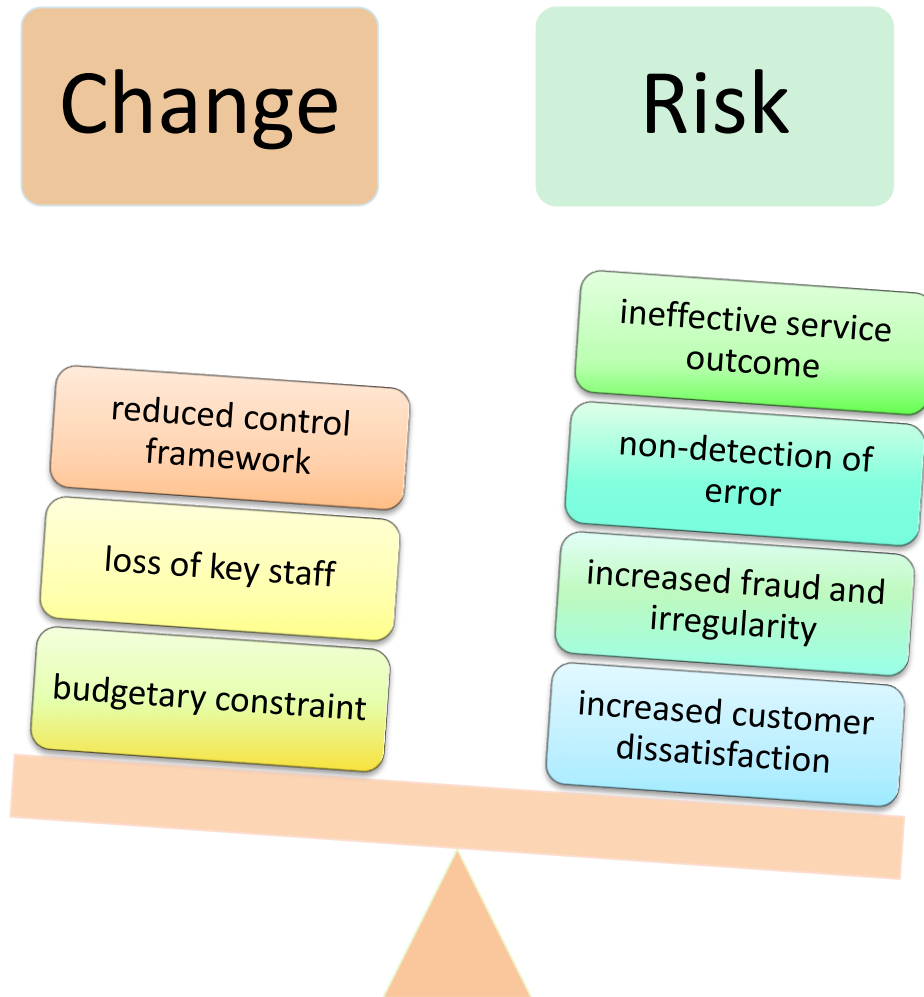 Change
Risk
reduced control
framework
loss of key staff
budgetary constraint
ineffective service
outcome
non-detection of
error
increased fraud and
irregularity
increased customer
dissatisfaction